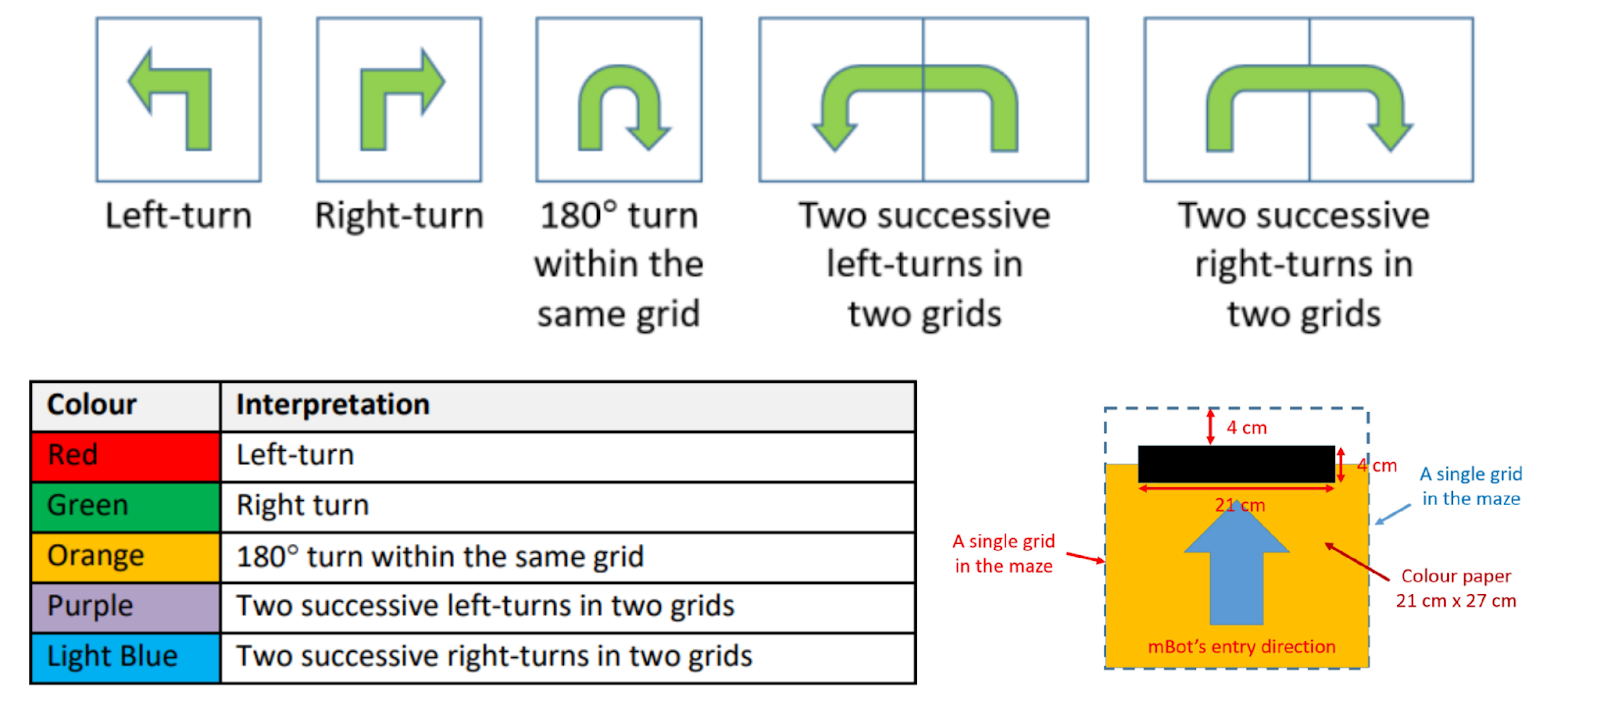 Left-turn
Right-turn
180° turn
within the
same grid
Two successive
left-turns in
two grids
Two successive
right-turns in
two grids
Colour Interpretation
Red Left-turn
Green Right turn
Orange 180° turn within the same grid
Purple Two successive left-turns in two grids
Light Blue Two successive right-turns in two grids
4 cm
4 cm
21 cm
A single grid
in the maze
A single grid
in the maze
Colour paper
21 cm x 27 cm
mBot's entry direction